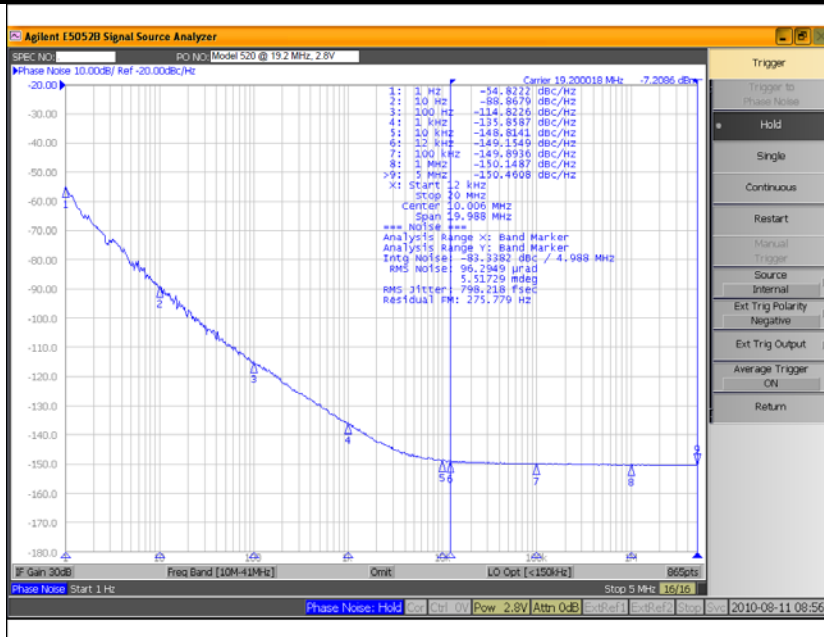 Agilent E5052B Signal Source Analyzer
SPEC NO: PO NO: Model 520 @ 19.2 MHz, 2.8V
Phase Noise 10.00dB/ Ref -20.00dBc/Hz
Carrier 19.200018 MHz -7.2086 dBm
-20.00
-30.00
-40.00
-50.00
-60.00
-70.00
-80.00
-90.00
-100.0
-110.0
-120.0
-130.0
-140.0
-150.0
-160.0
-170.0
-180.0
1: 1 Hz -54.8222 dBc/Hz
2: 10 Hz -88.8679 dBc/Hz
3: 100 Hz -114.8226 dBc/Hz
4: 1 kHz -135.8587 dBc/Hz
5: 10 kHz -148.8141 dBc/Hz
6: 12 kHz -149.1549 dBc/Hz
7: 100 kHz -149.8936 dBc/Hz
8: 1 MHz -150.1487 dBc/Hz
>9: 5 MHz -150.4608 dBc/Hz
X: Start 12 kHz
Stop 20 MHz
Center 10.006 MHz
Span 19.988 MHz
=== Noise ===
Analysis Range X: Band Marker
Analysis Range Y: Band Marker
Intg Noise: -83.3382 dBc / 4.988 MHz
RMS Noise: 96.2949 µrad
5.51729 mdeg
RMS Jitter: 798.218 fsec
Residual FM: 275.779 Hz
1
2
3
4
5
6
7
8
9
1 10 100 1K 10K 100K 1M
IF Gain 30dB Freq Band [10M-41MHz] Omit LO Opt [<150kHz] 865pts
Phase Noise Start 1 Hz Stop 5 MHz 16/16
Phase Noise: Hold Cor Ctrl 0V Pow 2.8V Attn 0dB ExtRef1 ExtRef2 Stop Svc 2010-08-11 08:56
Trigger
Trigger to
Phase Noise
Hold
Single
Continuous
Restart
Manual
Trigger
Source
Internal
Ext Trig Polarity
Negative
Ext Trig Output
Average Trigger
ON
Return